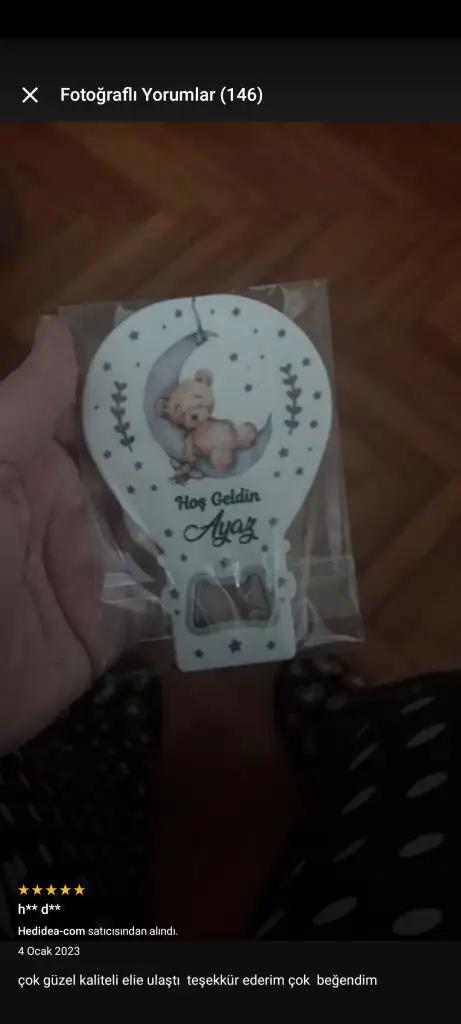 Fotoğraflı Yorumlar (146)
Hoş Geldin
Ayaz
h** d**
Hedidea-com satıcısından alındı.
4 Ocak 2023
çok güzel kaliteli elie ulaştı teşekkür ederim çok beğendim